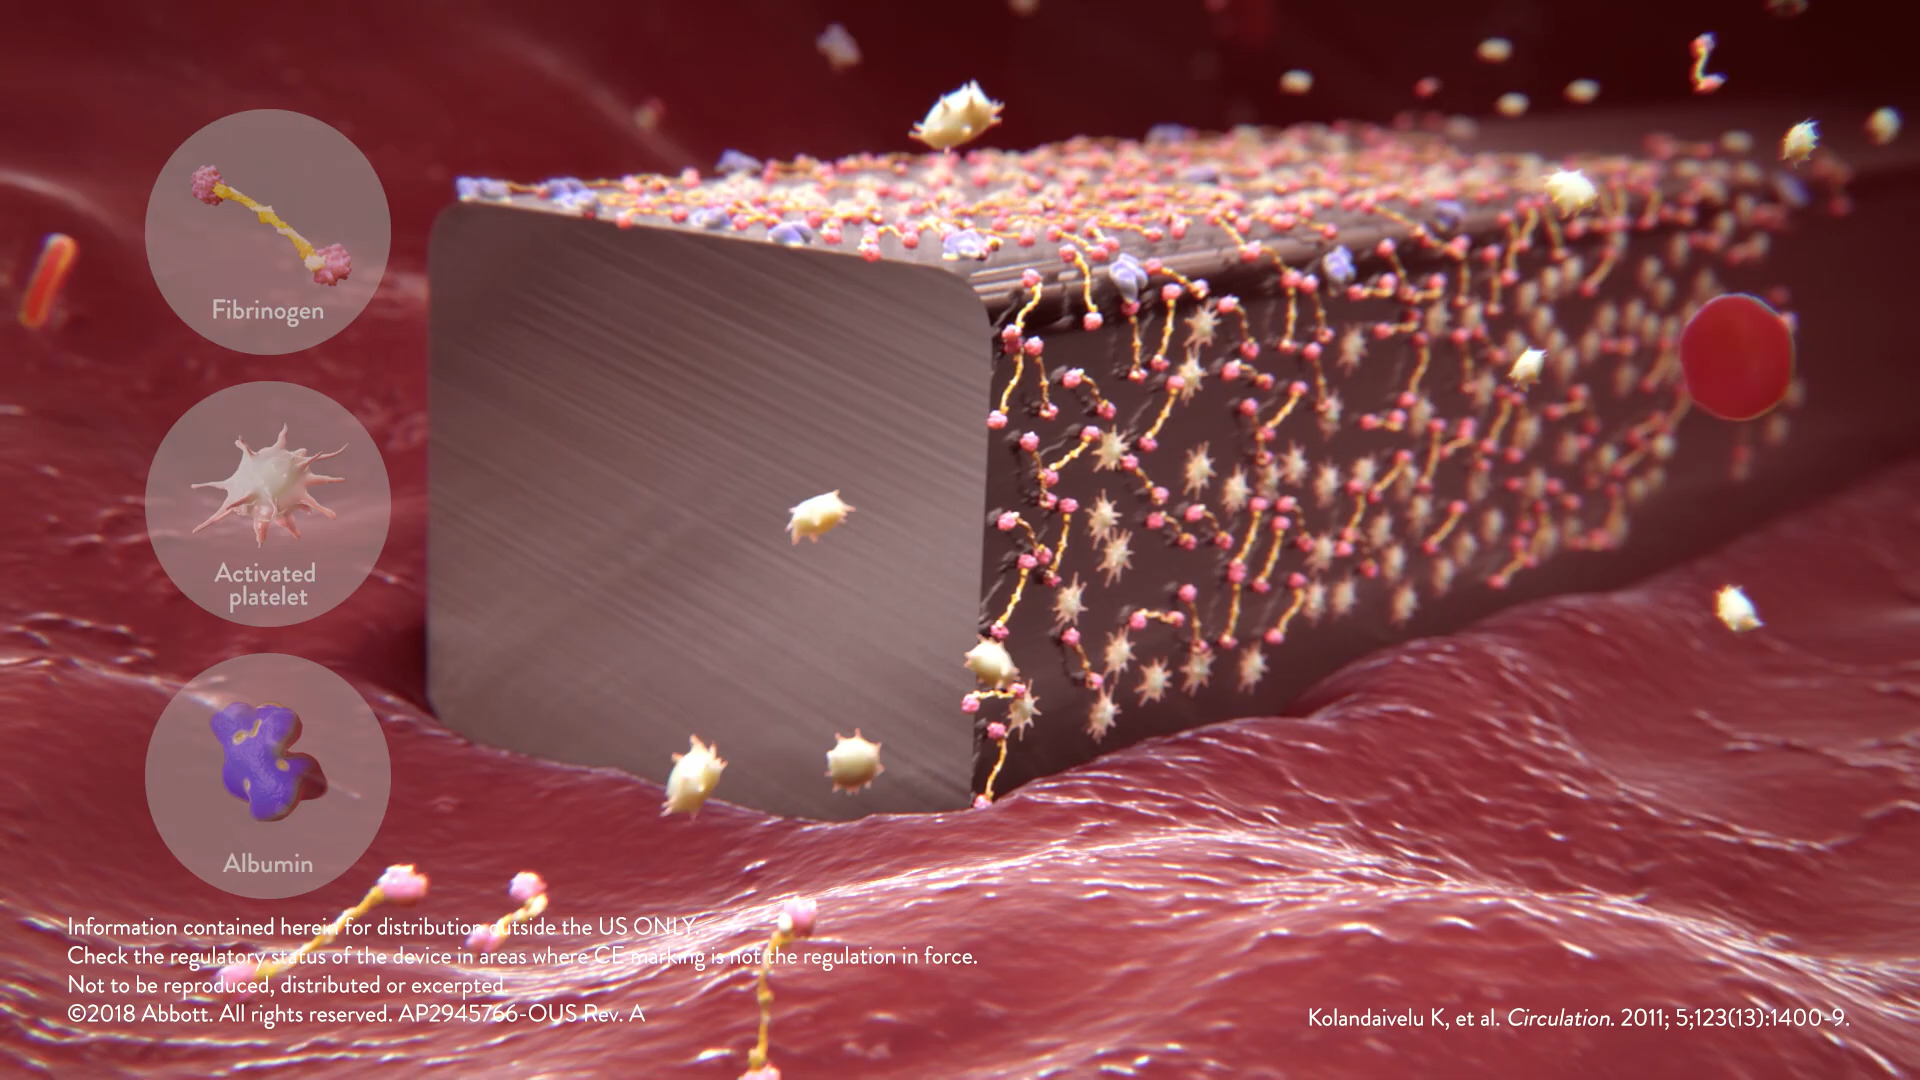 Fibrinogen
Activated
platelet
Albumin
Information contained herein for distribution outside the US ONLY.
Check the regulatory status of the device in areas where CE marking is not the regulation in force.
Not to be reproduced, distributed or excerpted.
©2018 Abbott. All rights reserved. AP2945766-OUS Rev. A
Kolandaivelu K, et al. Circulation. 2011; 5;123(13):1400-9.